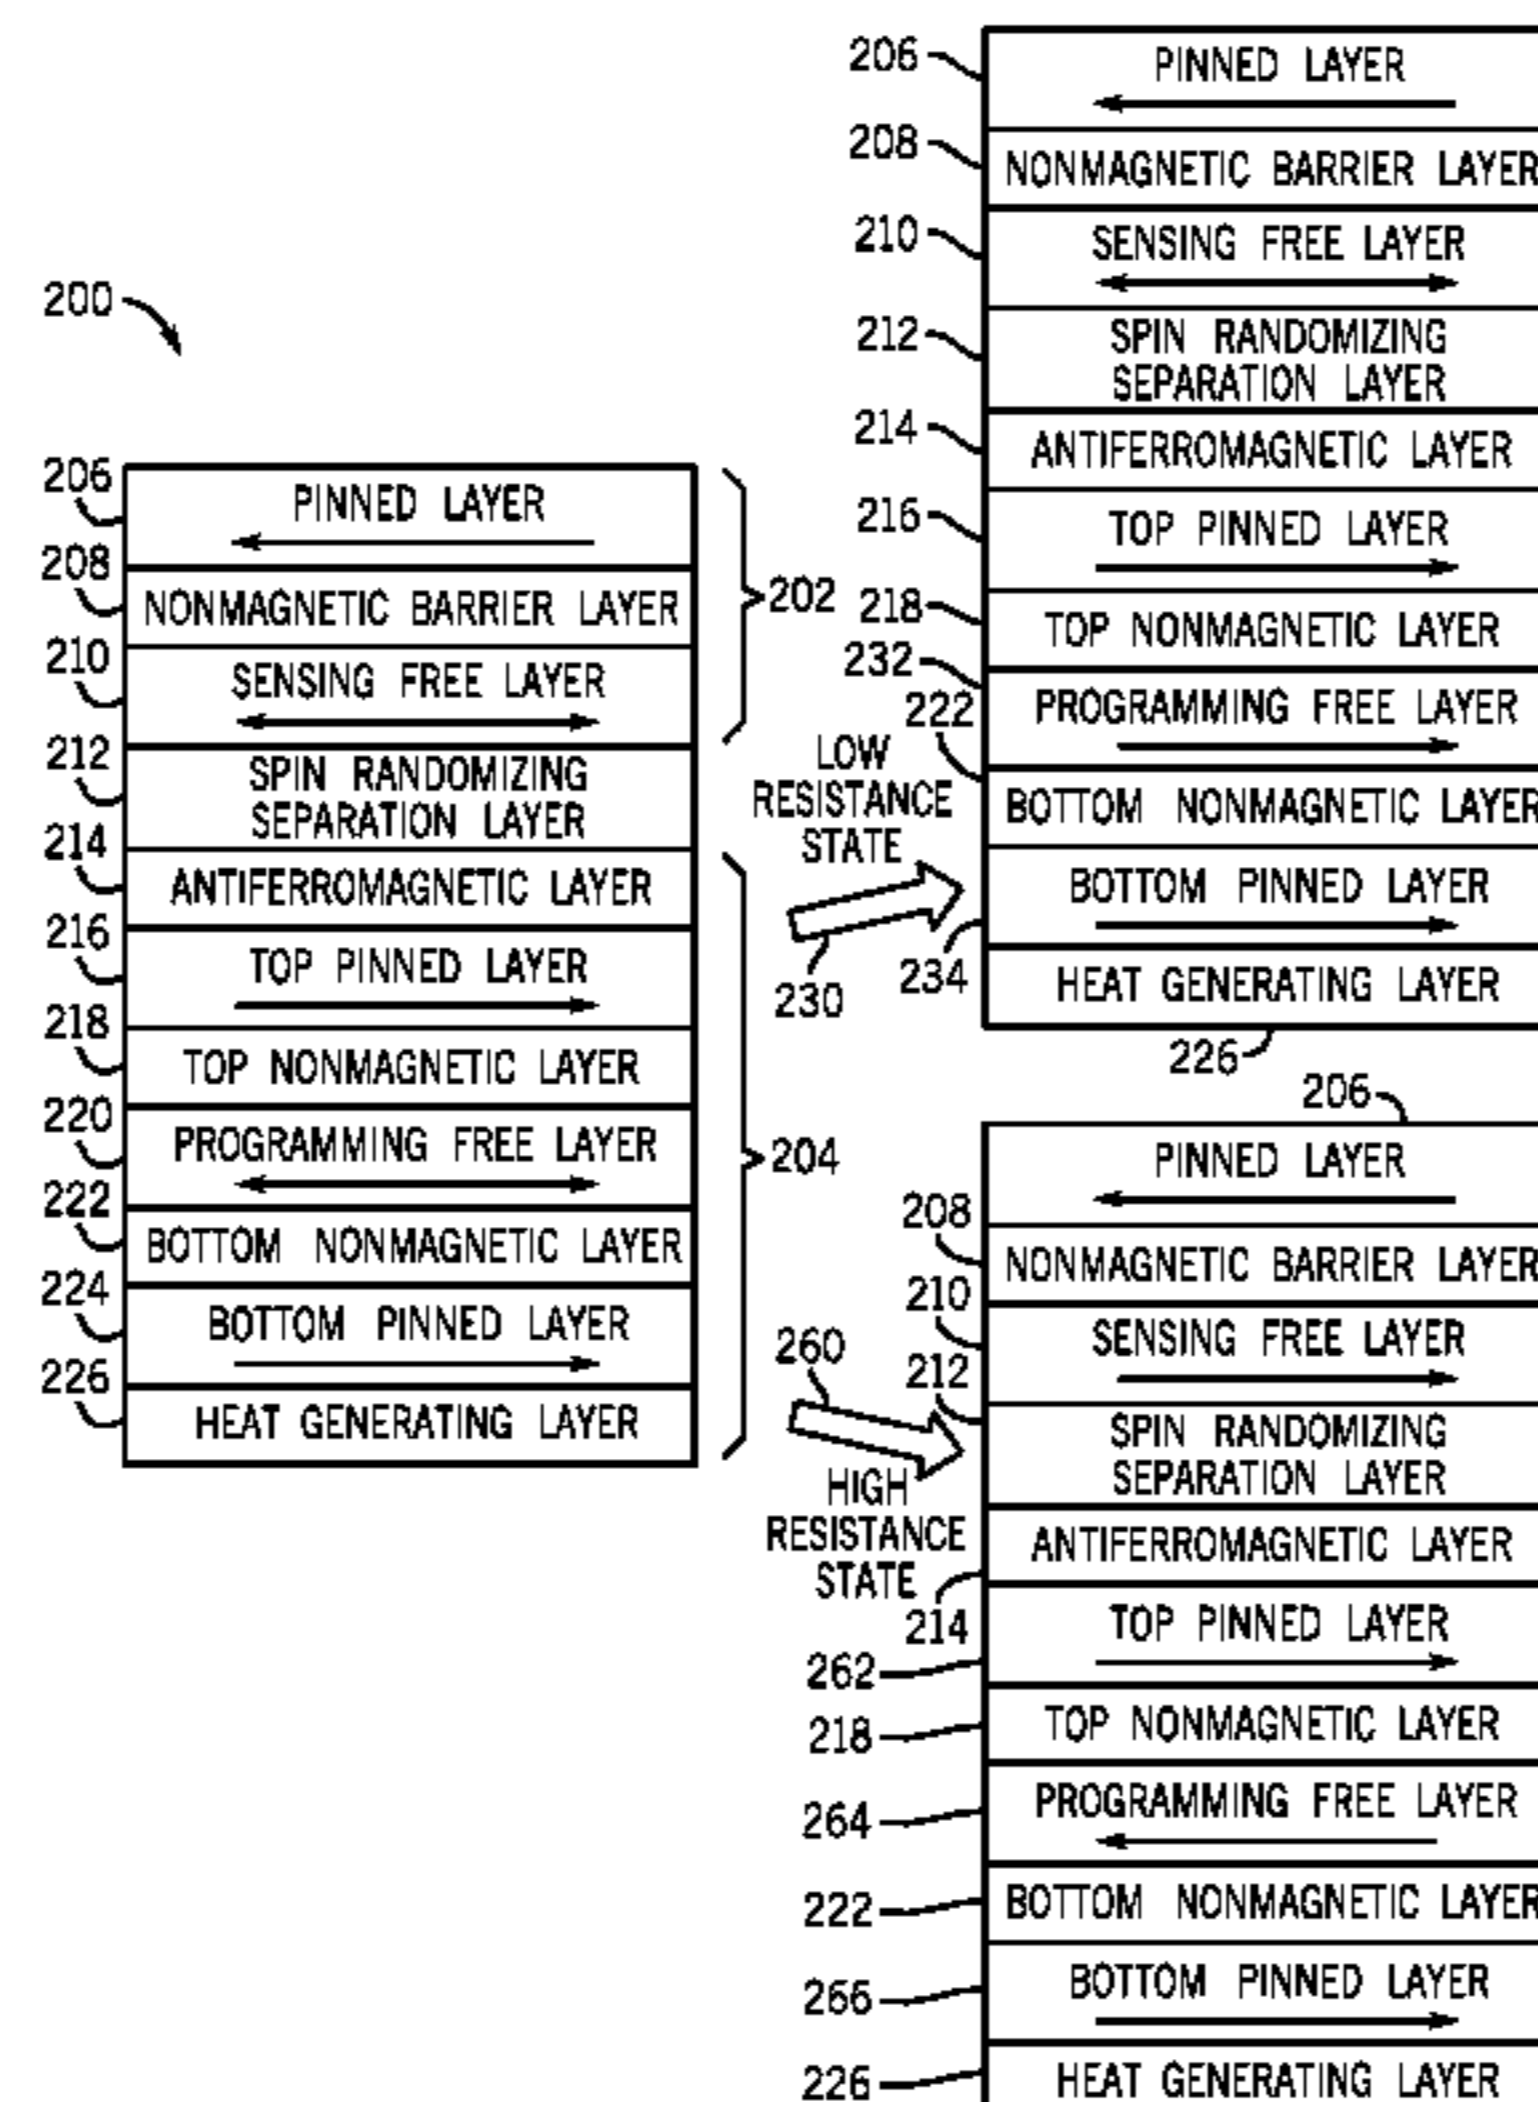 200
206
PINNED LAYER
208
NONMAGNETIC BARRIER LAYER
202
210
SENSING FREE LAYER
212
SPIN RANDOMIZING
SEPARATION LAYER
214
ANTIFERROMAGNETIC LAYER
216
TOP PINNED LAYER
218
TOP NONMAGNETIC LAYER
220
PROGRAMMING FREE LAYER
204
222
BOTTOM NONMAGNETIC LAYER
224
BOTTOM PINNED LAYER
226
HEAT GENERATING LAYER
LOW
RESISTANCE
STATE
230
206
PINNED LAYER
208
NONMAGNETIC BARRIER LAYER
210
SENSING FREE LAYER
212
SPIN RANDOMIZING
SEPARATION LAYER
214
ANTIFERROMAGNETIC LAYER
216
TOP PINNED LAYER
218
TOP NONMAGNETIC LAYER
232
PROGRAMMING FREE LAYER
222
BOTTOM NONMAGNETIC LAYER
234
BOTTOM PINNED LAYER
HEAT GENERATING LAYER
226
260
HIGH
RESISTANCE
STATE
206
PINNED LAYER
208
NONMAGNETIC BARRIER LAYER
210
SENSING FREE LAYER
212
SPIN RANDOMIZING
SEPARATION LAYER
214
ANTIFERROMAGNETIC LAYER
262
TOP PINNED LAYER
218
TOP NONMAGNETIC LAYER
264
PROGRAMMING FREE LAYER
222
BOTTOM NONMAGNETIC LAYER
266
BOTTOM PINNED LAYER
226
HEAT GENERATING LAYER